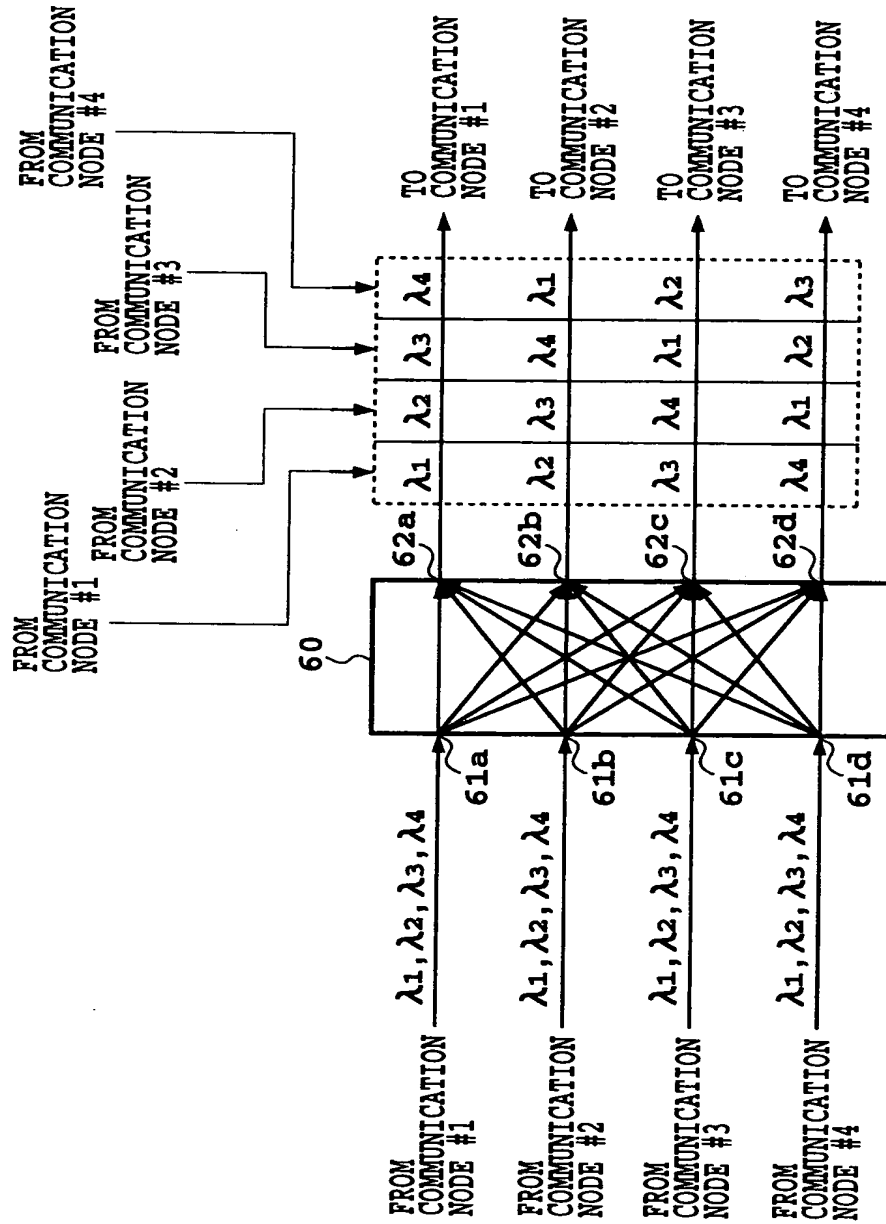 FROM
COMMUNICATION
NODE #1
FROM
COMMUNICATION
NODE #2
FROM
COMMUNICATION
NODE #3
FROM
COMMUNICATION
NODE #4
60
λ1, λ2, λ3, λ4
61a
62a
λ1
λ2
λ3
λ4
TO
COMMUNICATION
NODE #1
FROM
COMMUNICATION
NODE #1
λ1, λ2, λ3, λ4
61b
62b
λ2
λ3
λ4
λ1
TO
COMMUNICATION
NODE #2
FROM
COMMUNICATION
NODE #2
λ1, λ2, λ3, λ4
61c
62c
λ3
λ4
λ1
λ2
TO
COMMUNICATION
NODE #3
FROM
COMMUNICATION
NODE #3
λ1, λ2, λ3, λ4
61d
62d
λ4
λ1
λ2
λ3
TO
COMMUNICATION
NODE #4
FROM
COMMUNICATION
NODE #4